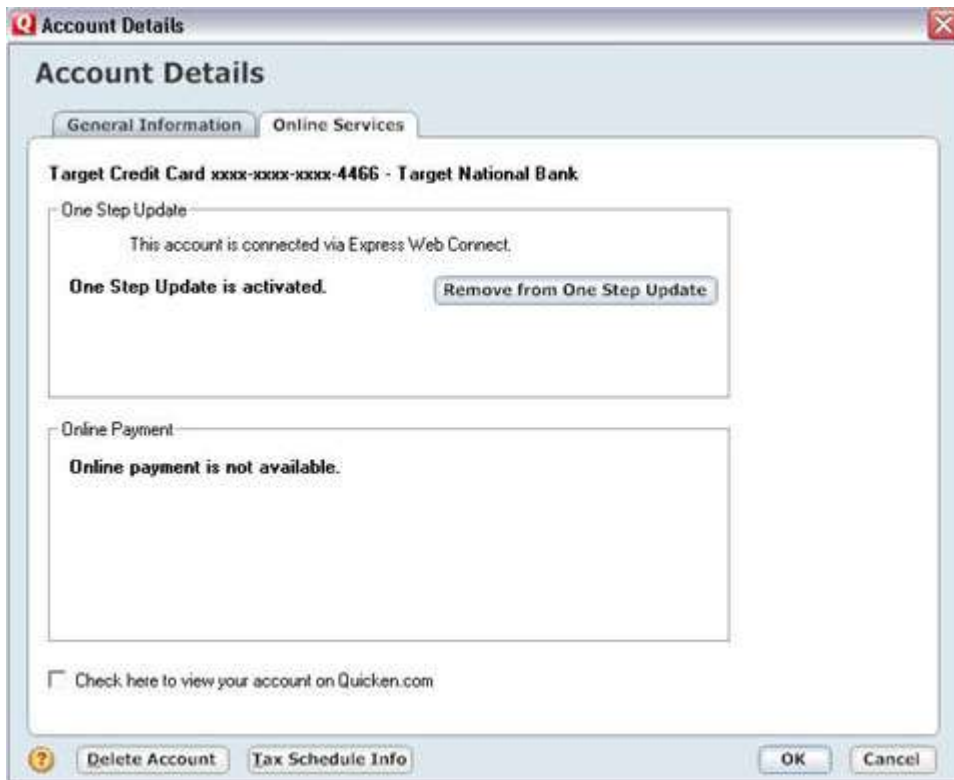 Account Details
Account Details
General Information Online Services
Target Credit Card xxxx-xxxx-xxxx-4466 - Target National Bank
One Step Update
This account is connected via Express Web Connect.
One Step Update is activated. Remove from One Step Update
Online Payment
Online payment is not available.
Check here to view your account on Quicken.com
? Delete Account Tax Schedule Info OK Cancel